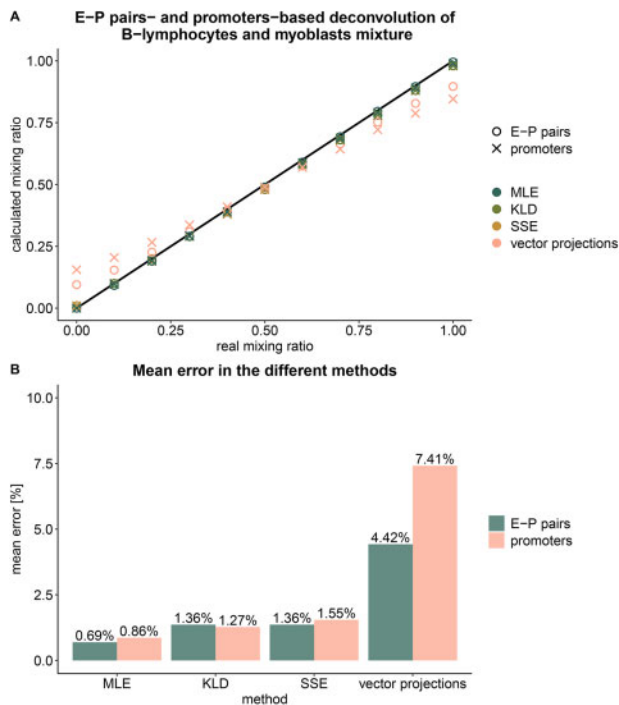 A
E−P pairs− and promoters−based deconvolution of
B−lymphocytes and myoblasts mixture
calculated mixing ratio
1.00
0.75
0.50
0.25
0.00
0.00
0.25
0.50
0.75
1.00
real mixing ratio
E−P pairs
promoters
MLE
KLD
SSE
vector projections
B
Mean error in the different methods
mean error [%]
10.0
7.5
5.0
2.5
0.0
0.69%
0.86%
1.36%
1.27%
1.36%
1.55%
4.42%
7.41%
MLE
KLD
SSE
vector projections
method
E−P pairs
promoters